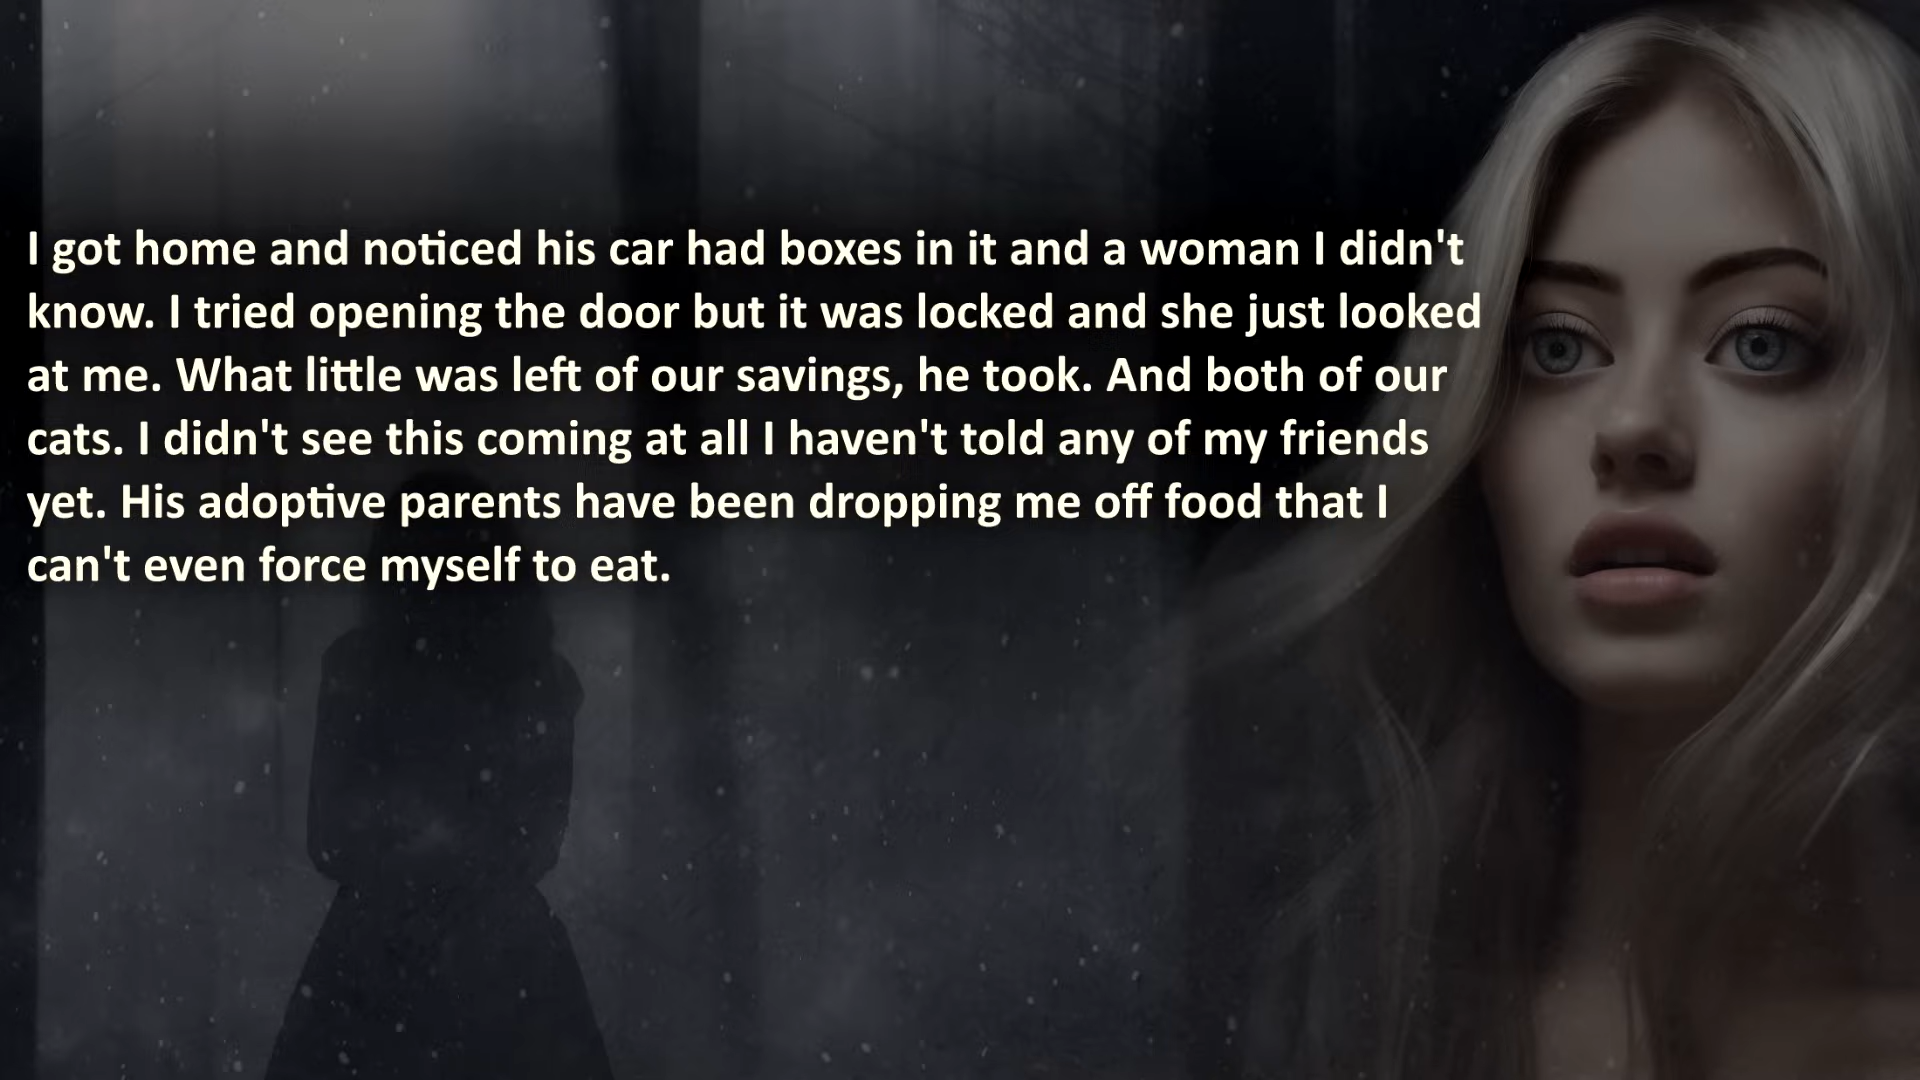 I got home and noticed his car had boxes in it and a woman I didn't
know. I tried opening the door but it was locked and she just looked
at me. What little was left of our savings, he took. And both of our
cats. I didn't see this coming at all I haven't told any of my friends
yet. His adoptive parents have been dropping me off food that I
can't even force myself to eat.